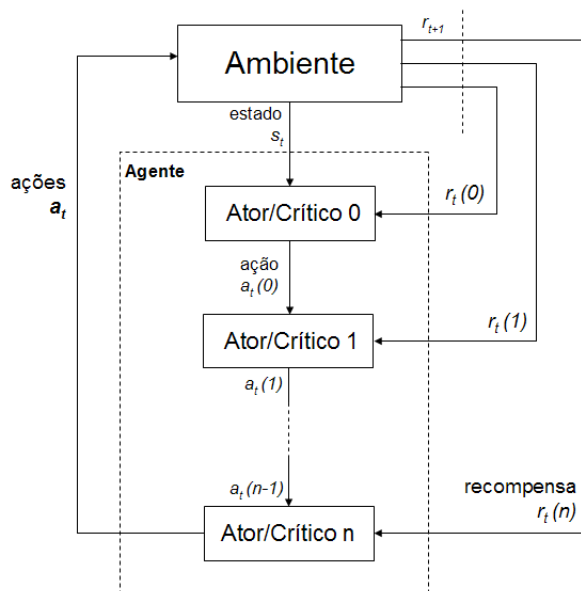 r_{t+1}
Ambiente
estado
s_t
Agente
ações
a_t
Ator/Crítico 0
r_t (0)
ação
a_t (0)
Ator/Crítico 1
r_t (1)
a_t (1)
a_t (n-1)
recompensa
r_t (n)
Ator/Crítico n